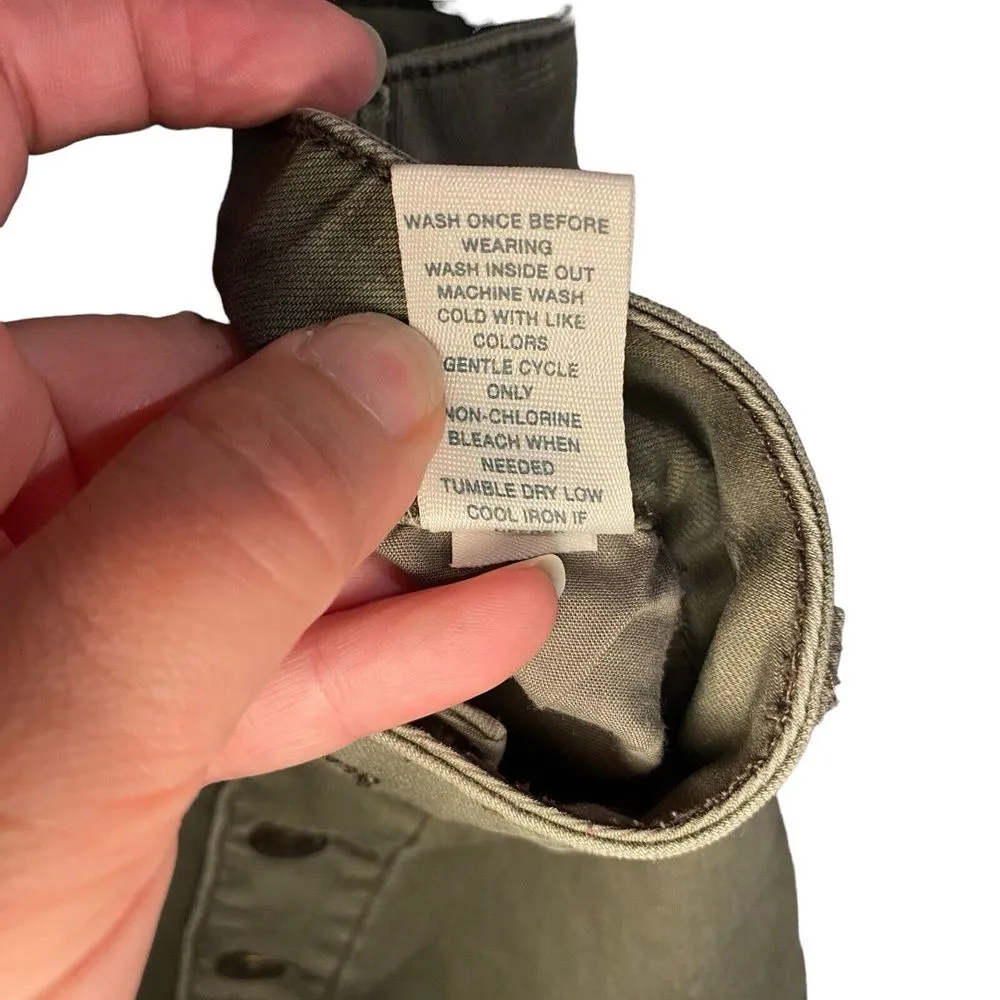 WASH ONCE BEFORE
WEARING
WASH INSIDE OUT
MACHINE WASH
COLD WITH LIKE
COLORS
GENTLE CYCLE
ONLY
NON-CHLORINE
BLEACH WHEN
NEEDED
TUMBLE DRY LOW
COOL IRON IF